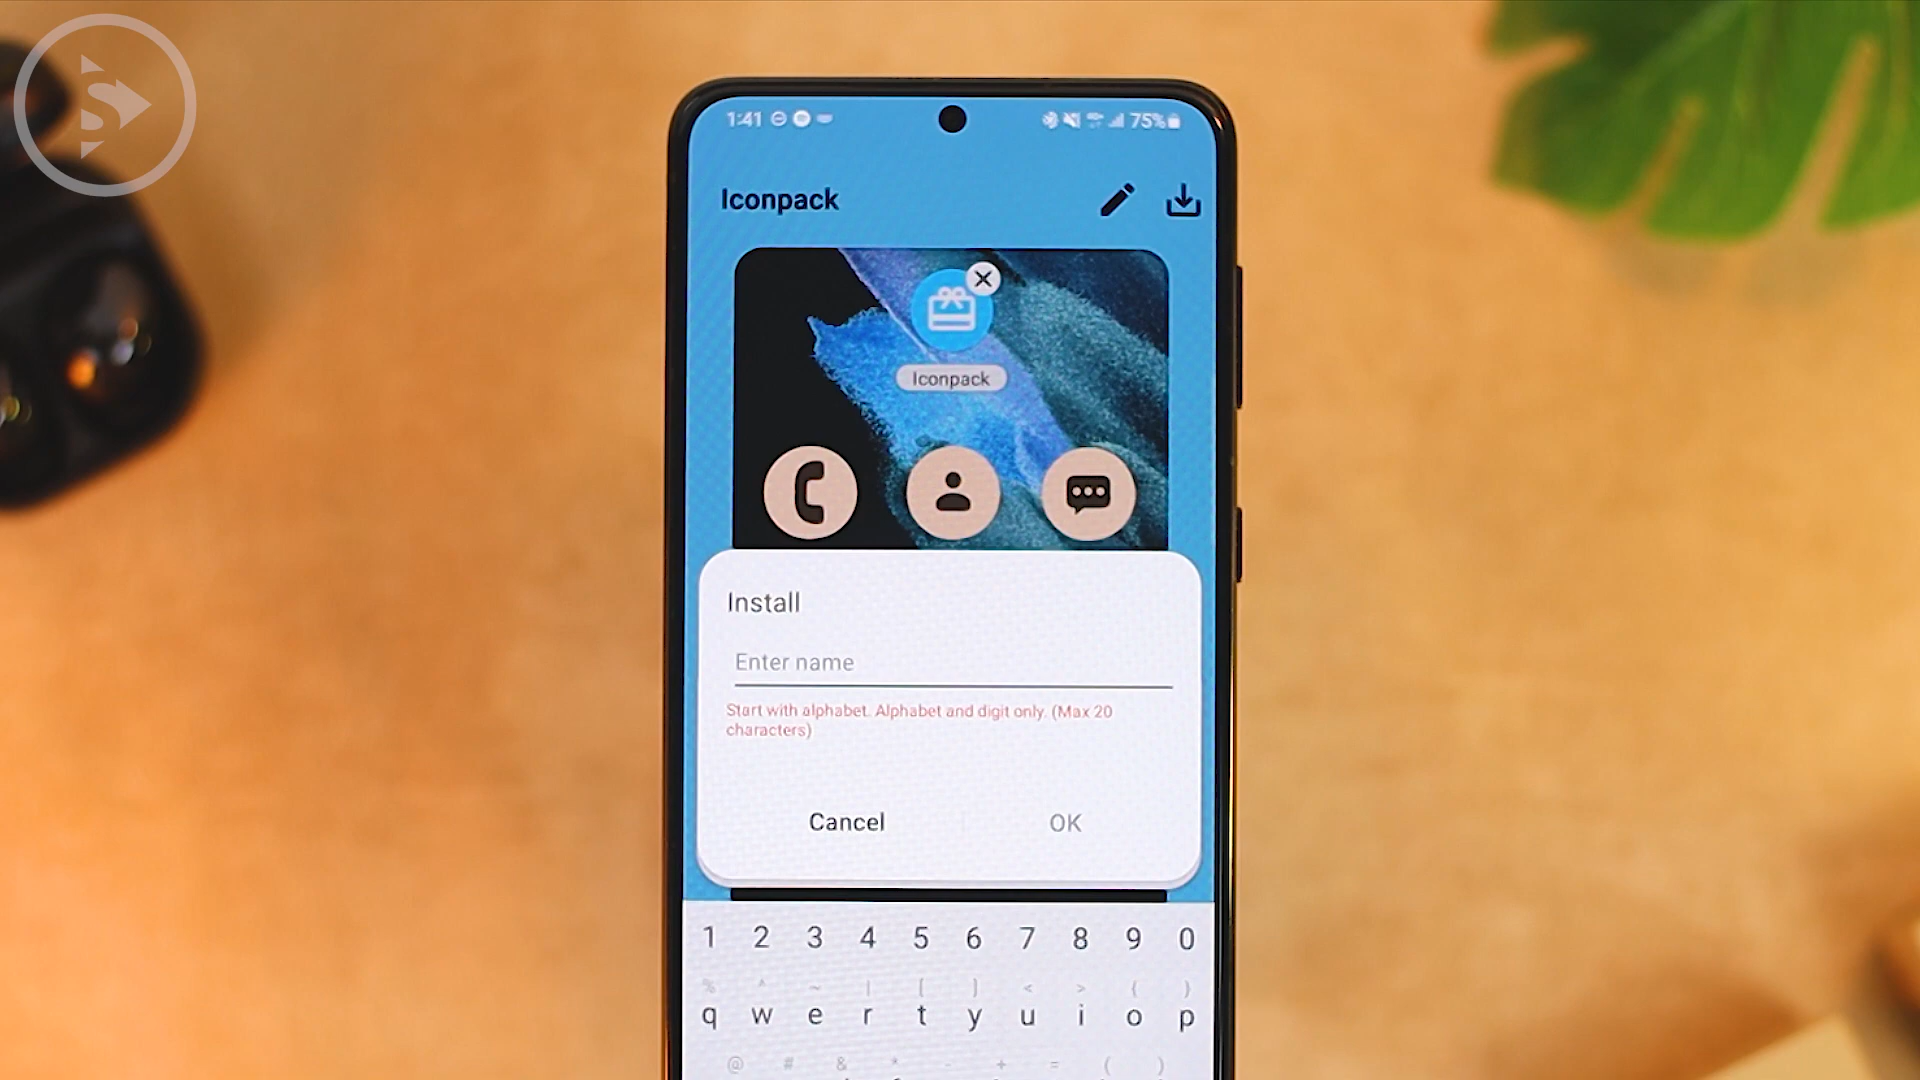 S
1:41
75%
Iconpack
Iconpack
Install
Enter name
Start with alphabet. Alphabet and digit only. (Max 20
characters)
Cancel OK
1 2 3 4 5 6 7 8 9 0
% ^ ~ | [ ] < > { }
q w e r t y u i o p
@ # & * - + = ( )